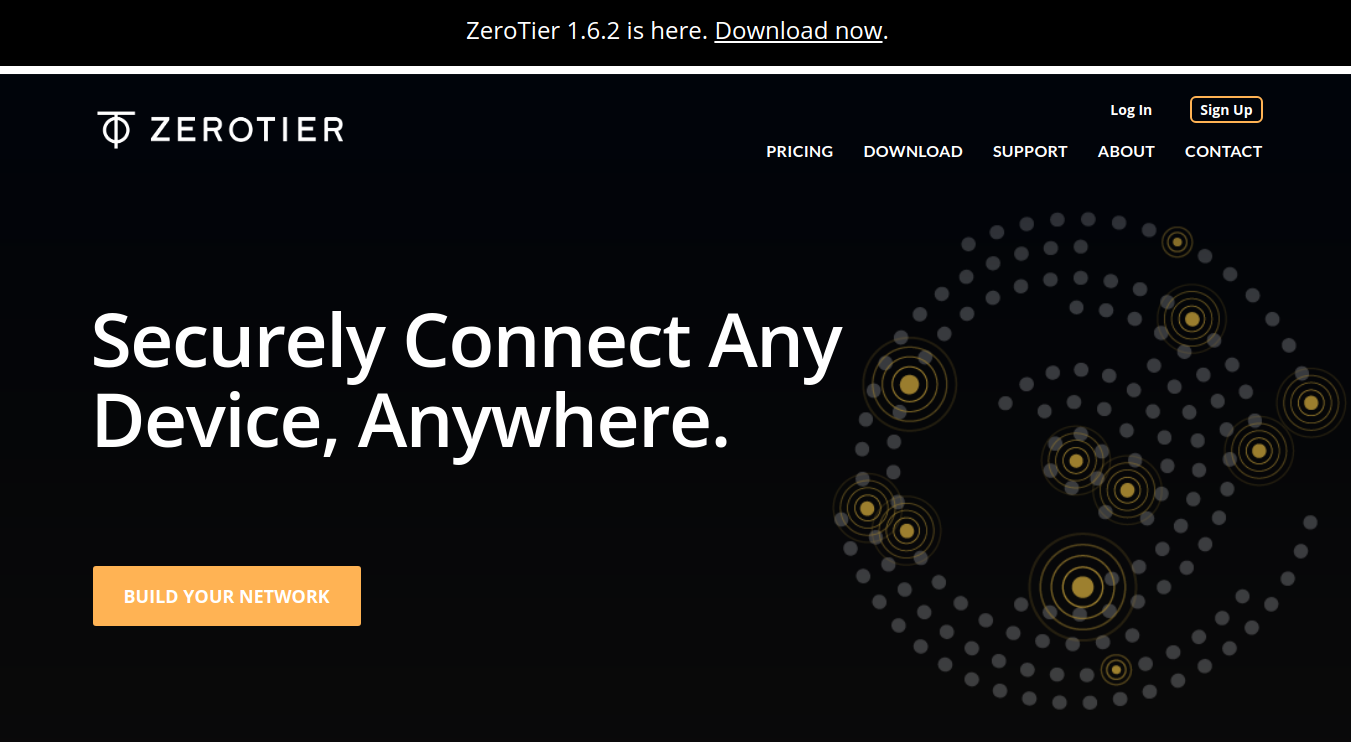 ZeroTier 1.6.2 is here. Download now.
ZEROTIER
Log In
Sign Up
PRICING
DOWNLOAD
SUPPORT
ABOUT
CONTACT
Securely Connect Any
Device, Anywhere.
BUILD YOUR NETWORK